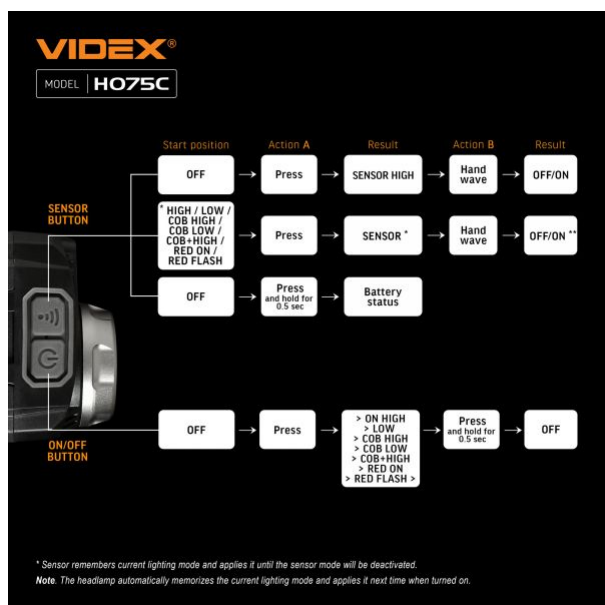 VIDEX®
MODEL HO75C
Start position Action A Result Action B Result
OFF Press SENSOR HIGH Hand wave OFF/ON
SENSOR
BUTTON
* HIGH / LOW /
COB HIGH /
COB LOW /
COB+HIGH /
RED ON /
RED FLASH
Press SENSOR * Hand wave OFF/ON **
OFF
Press
and hold for
0.5 sec
Battery
status
OFF Press
> ON HIGH
> LOW
> COB HIGH
> COB LOW
> COB+HIGH
> RED ON
> RED FLASH >
Press
and hold for
0.5 sec
OFF
ON/OFF
BUTTON
* Sensor remembers current lighting mode and applies it until the sensor mode will be deactivated.
Note. The headlamp automatically memorizes the current lighting mode and applies it next time when turned on.